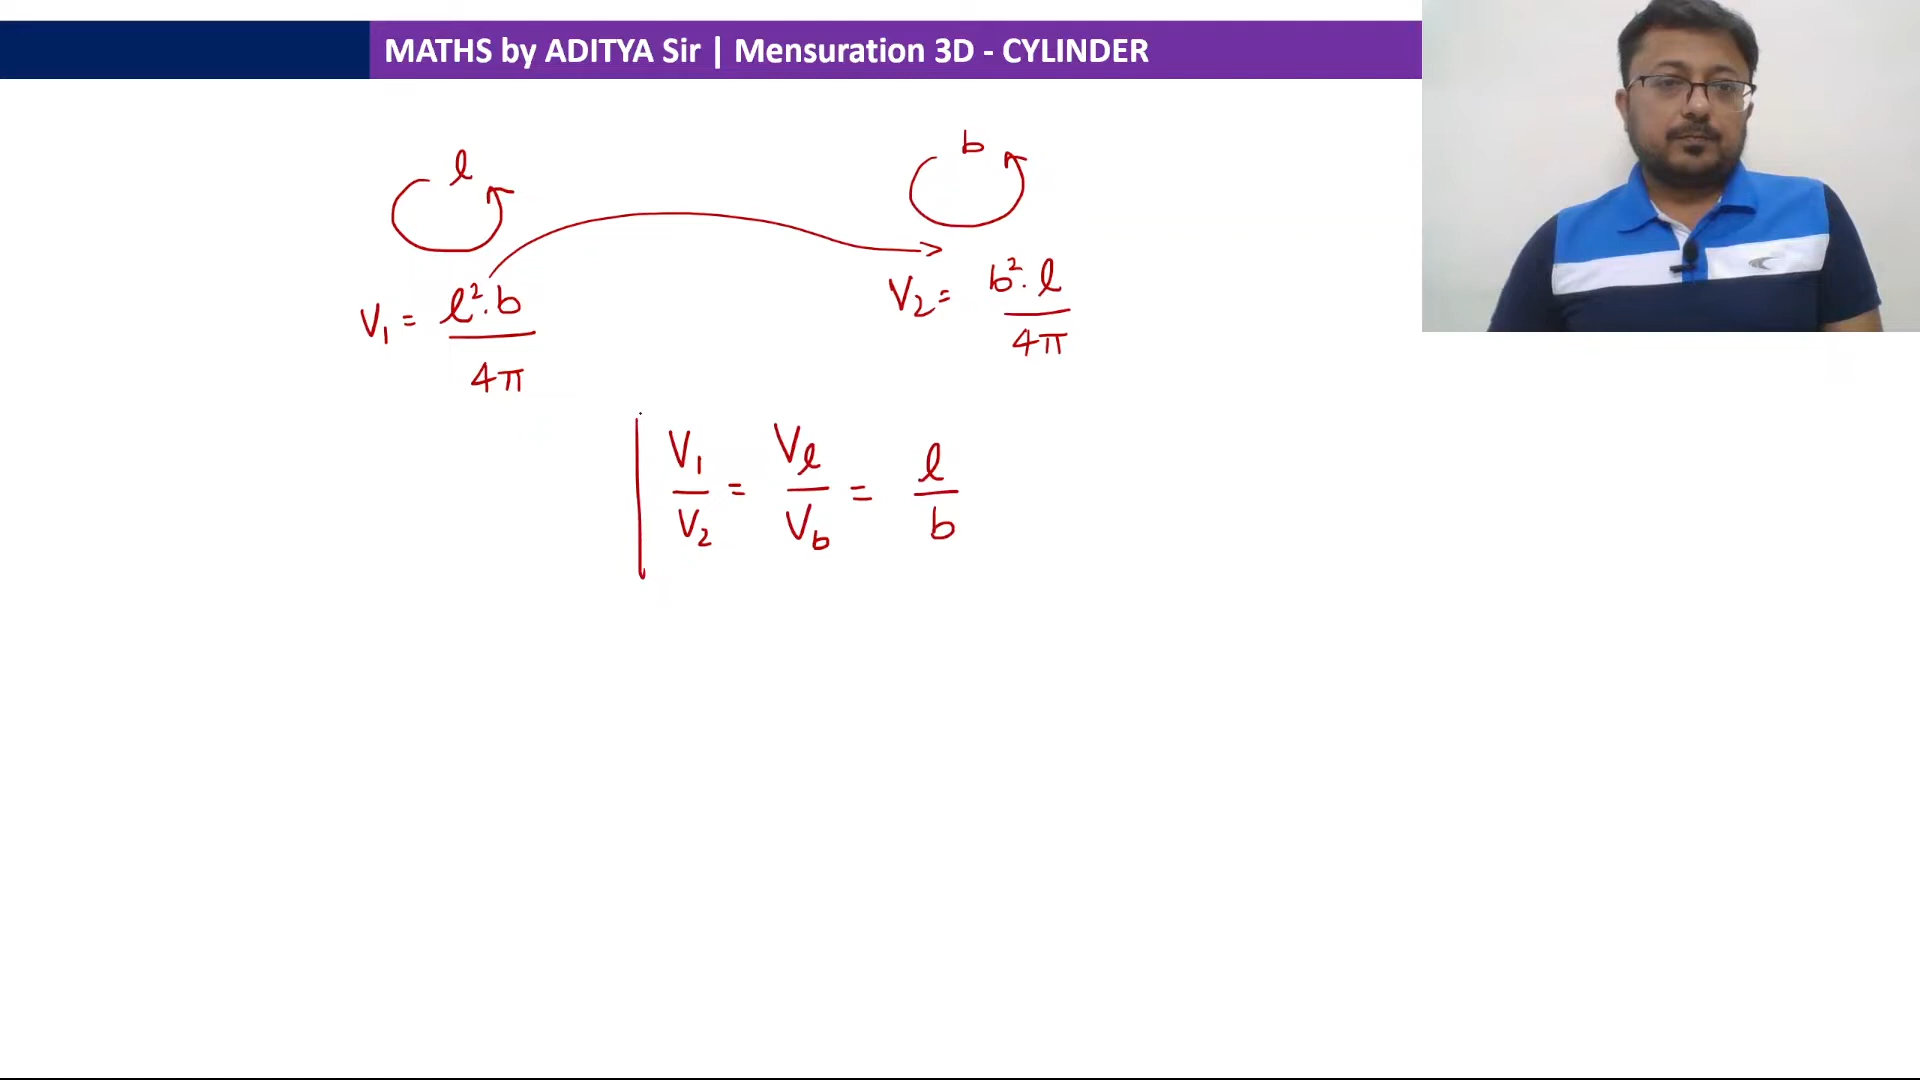 MATHS by ADITYA Sir | Mensuration 3D - CYLINDER
l
b
V₁ = l².b / 4π
V₂ = b².l / 4π
V₁/V₂ = Vₗ/V_b = l/b